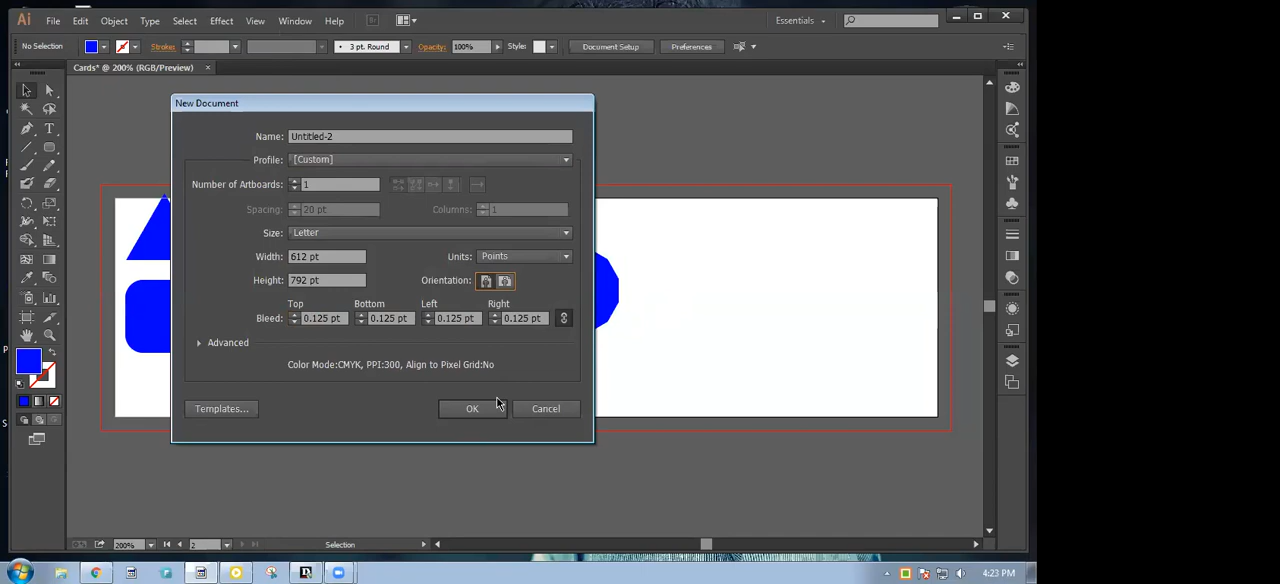 Ai File Edit Object Type Select Effect View Window Help Br Essentials
No Selection Stroke: 3 pt. Round Opacity: 100% Style: Document Setup Preferences
Cards* @ 200% (RGB/Preview) ×
New Document
Name: Untitled-2
Profile: [Custom]
Number of Artboards: 1
Spacing: 20 pt Columns: 1
Size: Letter
Width: 612 pt Units: Points
Height: 792 pt Orientation:
Top Bottom Left Right
Bleed: 0.125 pt 0.125 pt 0.125 pt 0.125 pt
Advanced
Color Mode:CMYK, PPI:300, Align to Pixel Grid:No
Templates... OK Cancel
200% 2 Selection
4:23 PM